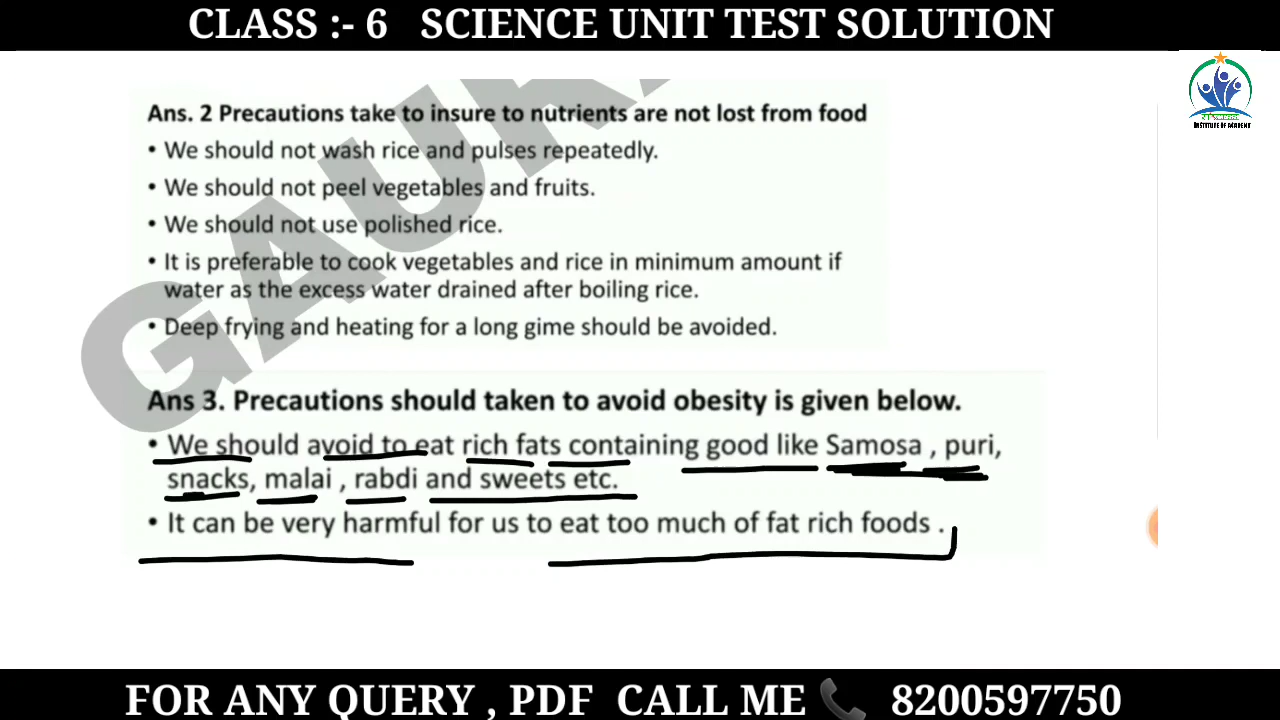 CLASS :- 6 SCIENCE UNIT TEST SOLUTION
INSTITUTE OF ACADEMY
GAUR
Ans. 2 Precautions take to insure to nutrients are not lost from food
• We should not wash rice and pulses repeatedly.
• We should not peel vegetables and fruits.
• We should not use polished rice.
• It is preferable to cook vegetables and rice in minimum amount if
water as the excess water drained after boiling rice.
• Deep frying and heating for a long gime should be avoided.
Ans 3. Precautions should taken to avoid obesity is given below.
• We should avoid to eat rich fats containing good like Samosa , puri,
snacks, malai , rabdi and sweets etc.
• It can be very harmful for us to eat too much of fat rich foods .
FOR ANY QUERY , PDF CALL ME 8200597750